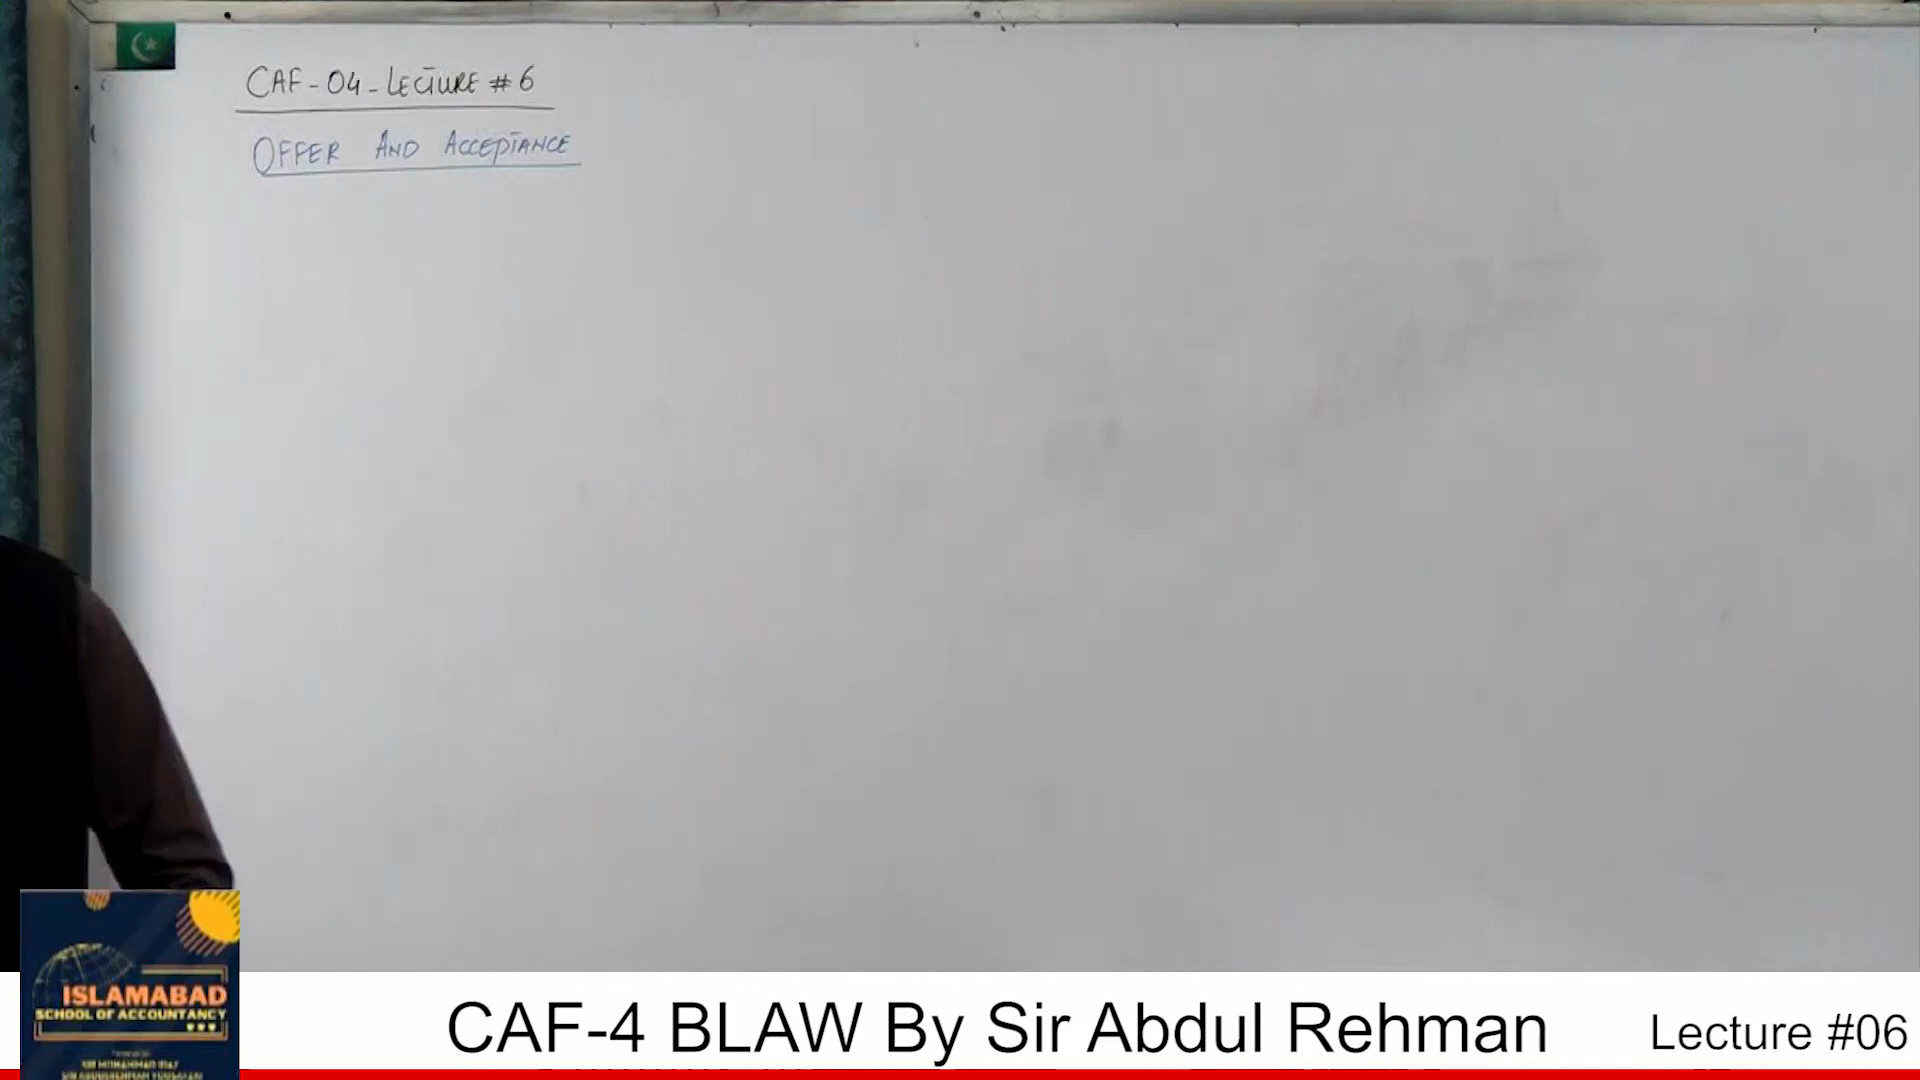 CAF-04-LECTURE #6
OFFER AND ACCEPTANCE
ISLAMABAD
SCHOOL OF ACCOUNTANCY
CAF-4 BLAW By Sir Abdul Rehman
Lecture #06